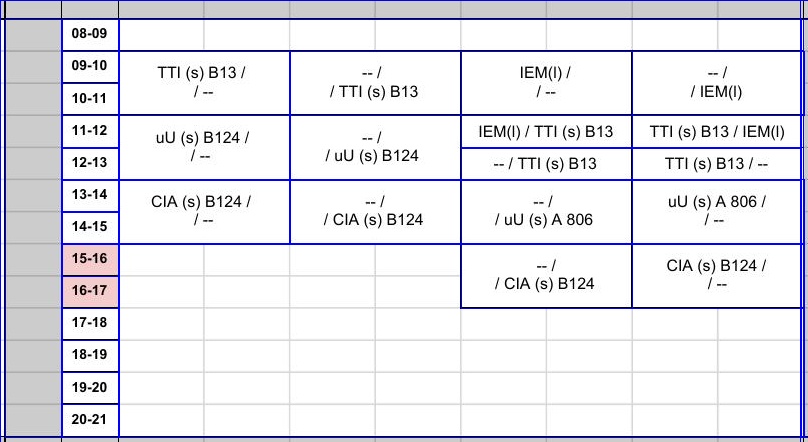 08-09
09-10
TTI (s) B13 /
/ --
-- /
/ TTI (s) B13
IEM(l) /
/ --
-- /
/ IEM(l)
10-11
11-12
uU (s) B124 /
/ --
-- /
/ uU (s) B124
IEM(l) / TTI (s) B13
TTI (s) B13 / IEM(l)
12-13
-- / TTI (s) B13
TTI (s) B13 / --
13-14
CIA (s) B124 /
/ --
-- /
/ CIA (s) B124
-- /
/ uU (s) A 806
uU (s) A 806 /
/ --
14-15
15-16
-- /
/ CIA (s) B124
CIA (s) B124 /
/ --
16-17
17-18
18-19
19-20
20-21